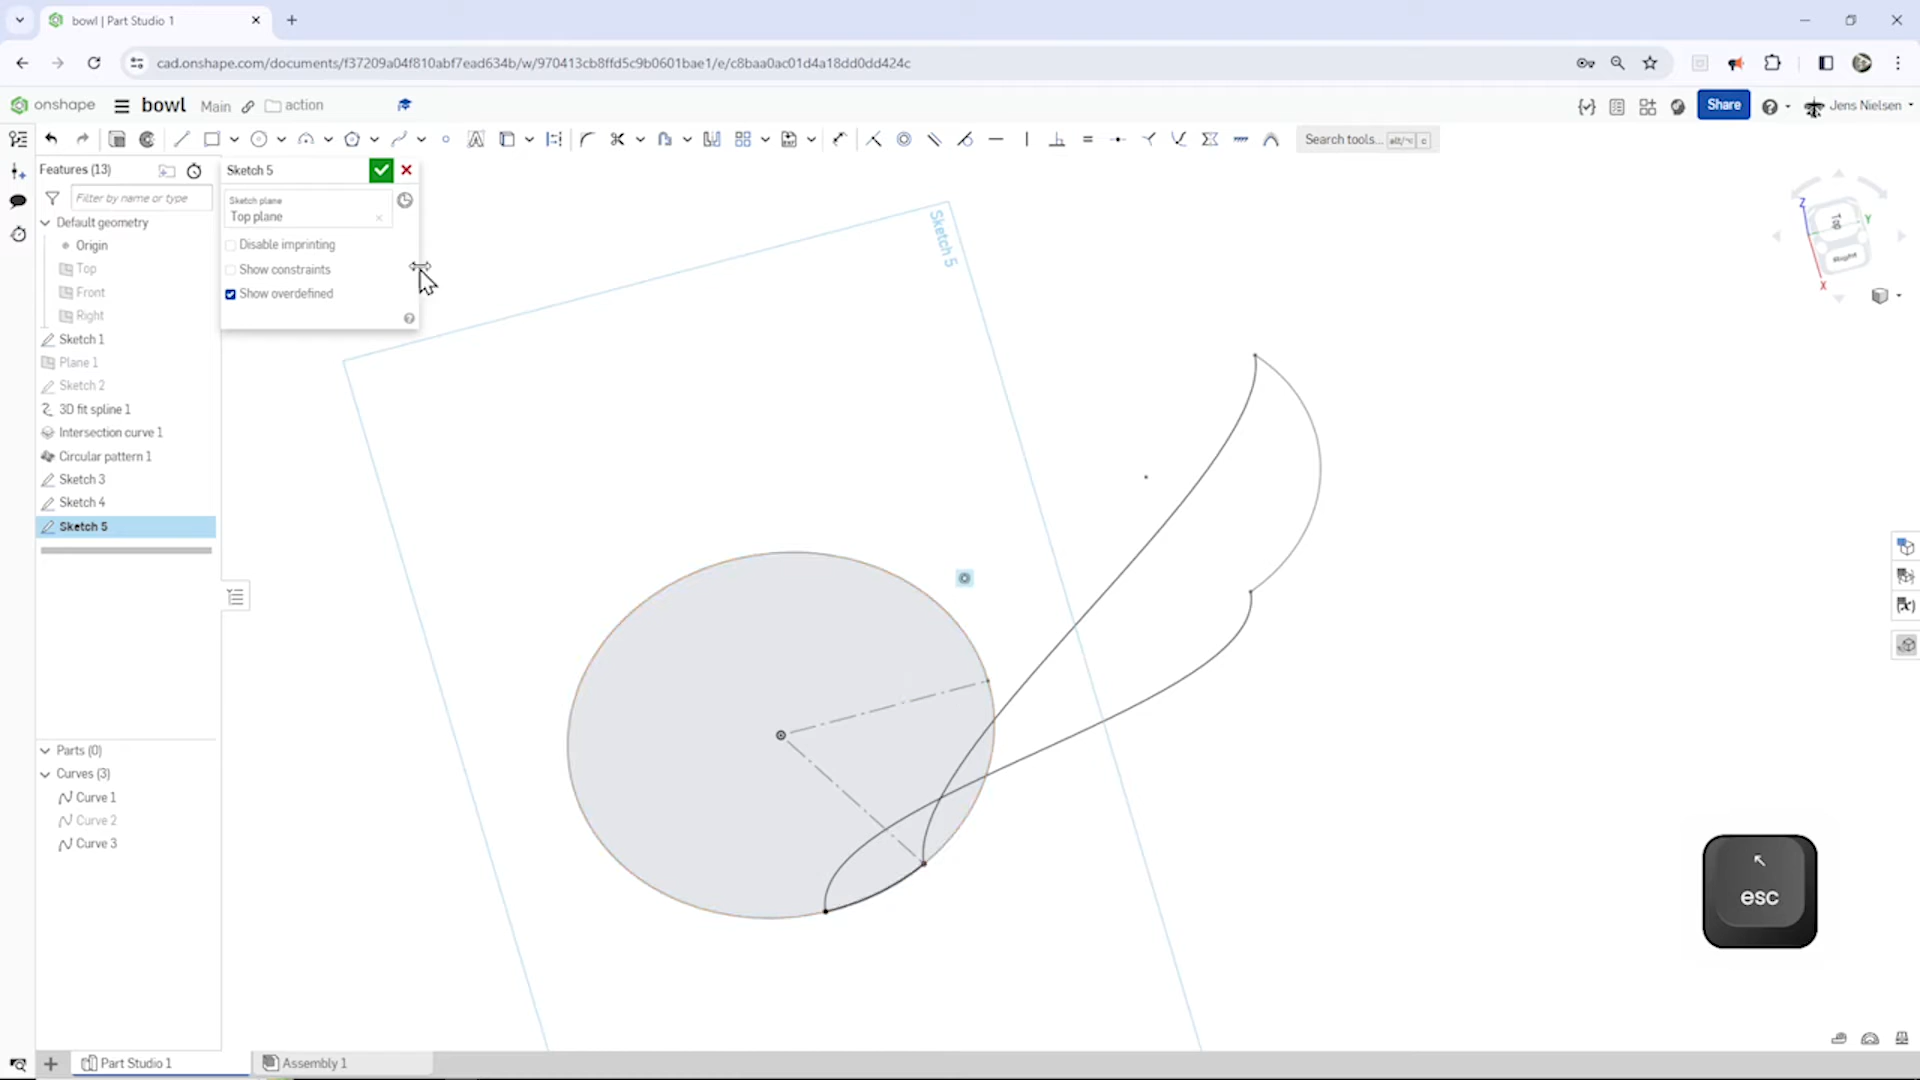 bowl | Part Studio 1
cad.onshape.com/documents/f37209a04f810abf7ead634b/w/970413cb8ffd5c9b0601bae1/e/c8baa0ac01d4a18dd0dd424c
onshape
bowl
Main
action
Share
Jens Nielsen
Search tools... alt/⌥ c
Features (13)
Filter by name or type
Default geometry
Origin
Top
Front
Right
Sketch 1
Plane 1
Sketch 2
3D fit spline 1
Intersection curve 1
Circular pattern 1
Sketch 3
Sketch 4
Sketch 5
Parts (0)
Curves (3)
Curve 1
Curve 2
Curve 3
Sketch 5
Sketch plane
Top plane
Disable imprinting
Show constraints
Show overdefined
Sketch 5
Z
Y
X
Top
Right
esc
Part Studio 1
Assembly 1